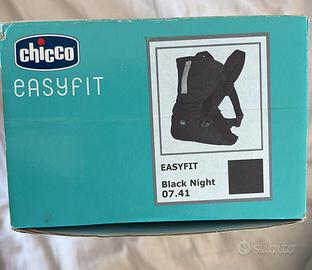 chicco
easyfit
EASYFIT
Black Night
07.41
subito